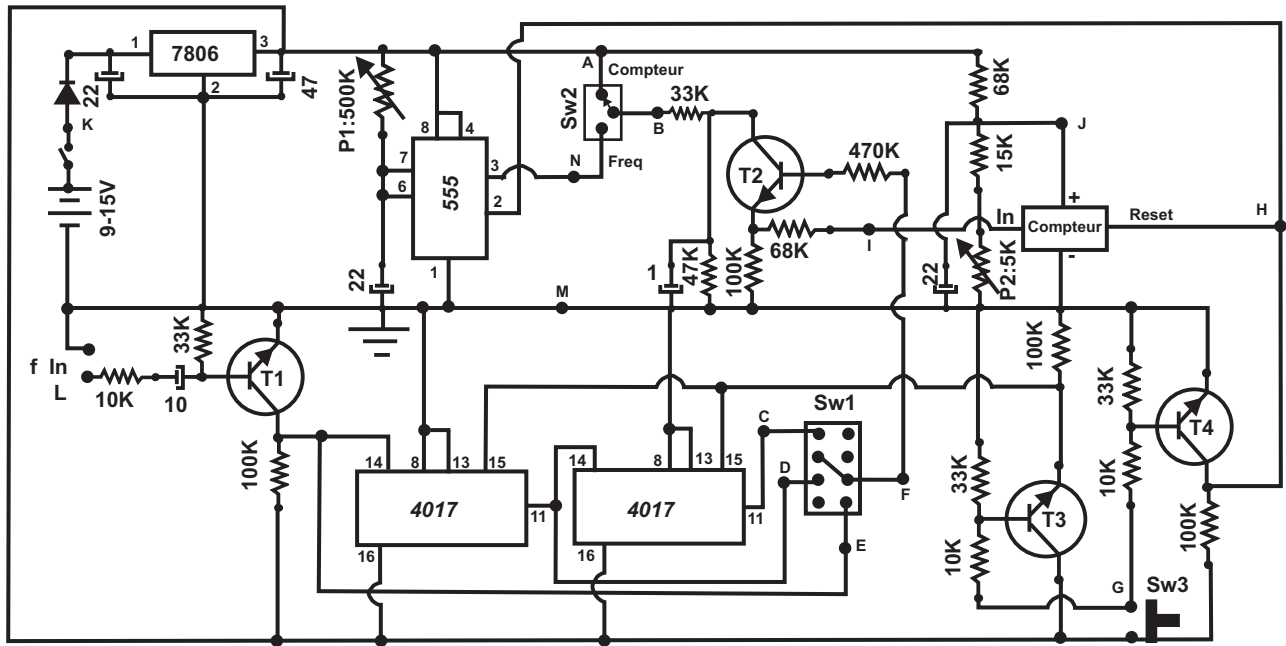 1
7806
3
2
22
47
K
9-15V
P1:500K
8
4
7
6
555
3
2
1
22
A
Compteur
Sw2
B
33K
N
Freq
T2
470K
68K
I
1
47K
100K
68K
J
15K
+
In
Compteur
Reset
H
-
P2:5K
22
M
f In
L
10K
10
33K
T1
100K
14
8
13
15
4017
11
16
14
8
13
15
4017
11
16
C
D
Sw1
F
E
100K
33K
10K
T3
33K
10K
T4
100K
G
Sw3